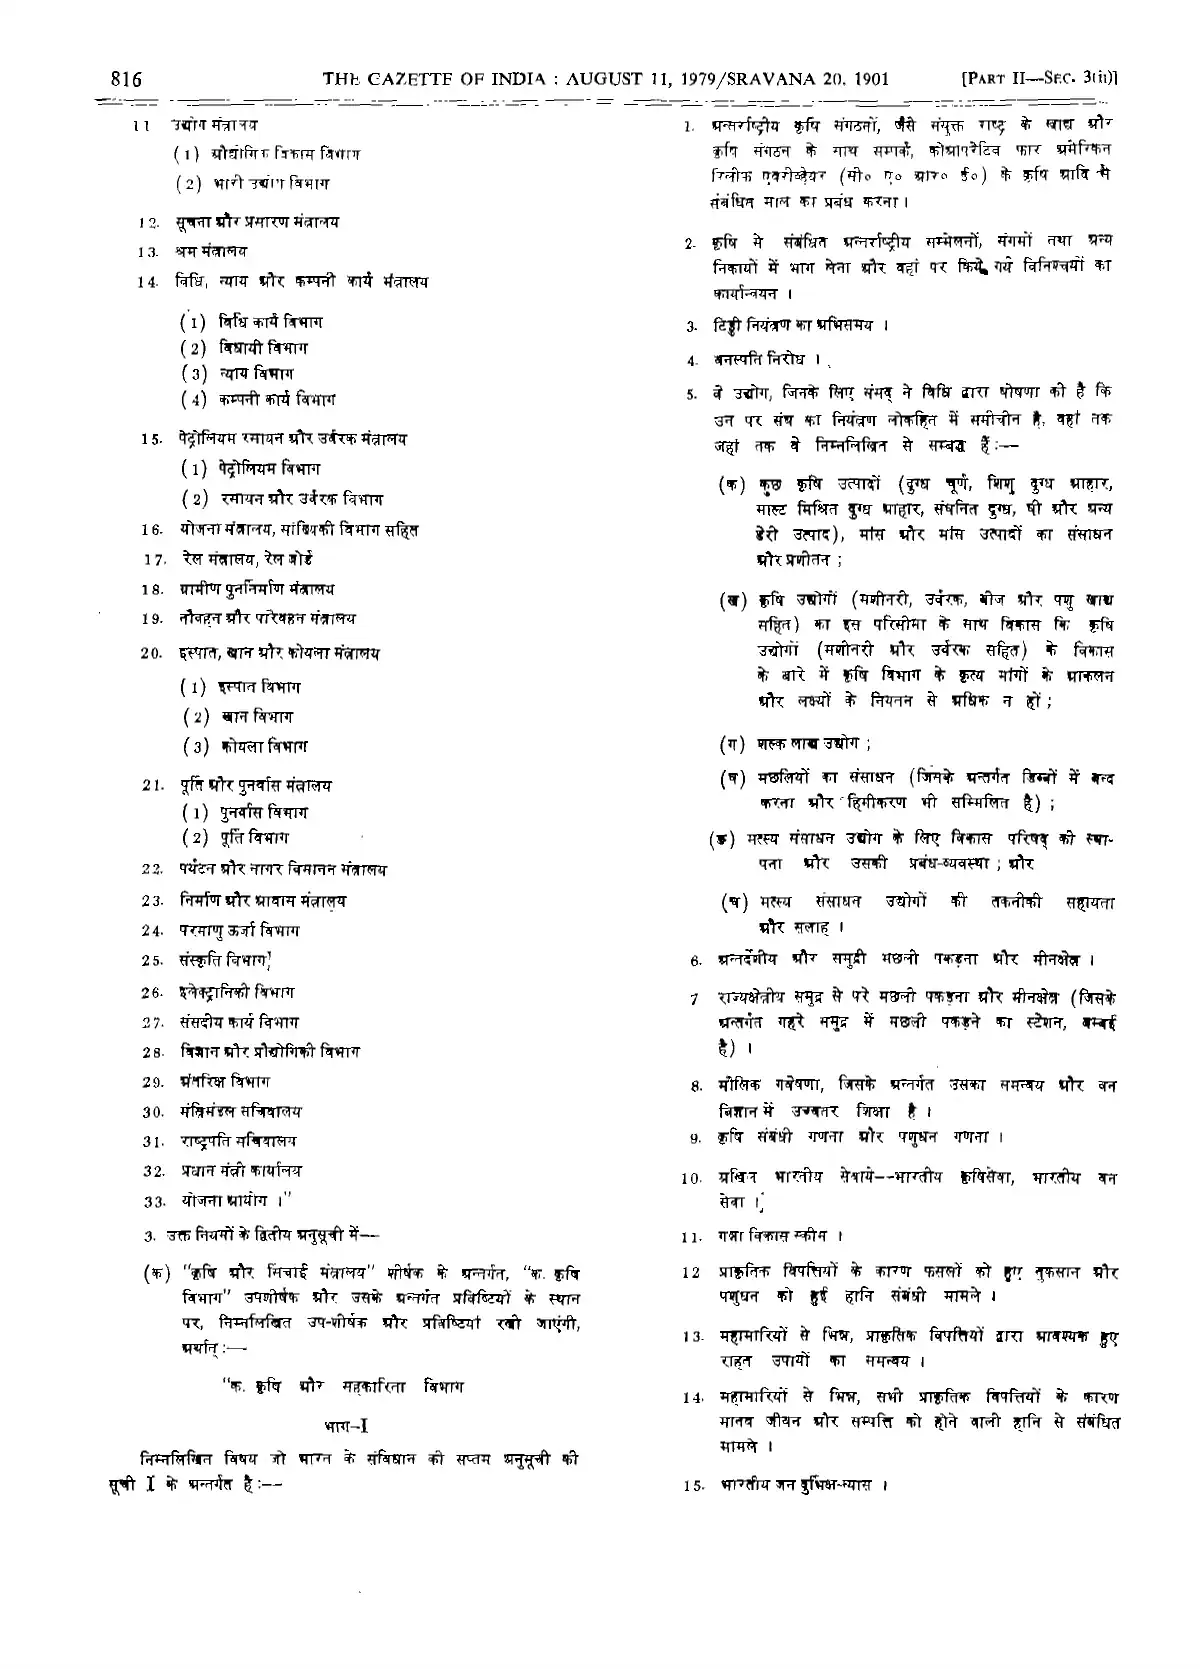 816
THE GAZETTE OF INDIA : AUGUST 11, 1979/SRAVANA 20, 1901
[PART II—SEC. 3(ii)]
11 उद्योग मंत्रालय
(1) औद्योगिक विकास विभाग
(2) भारी उद्योग विभाग
12. सूचना और प्रसारण मंत्रालय
13. श्रम मंत्रालय
14. विधि, न्याय और कम्पनी कार्य मंत्रालय
(1) विधि कार्य विभाग
(2) विधायी विभाग
(3) न्याय विभाग
(4) कम्पनी कार्य विभाग
15. पेट्रोलियम रसायन और उर्वरक मंत्रालय
(1) पेट्रोलियम विभाग
(2) रसायन और उर्वरक विभाग
16. योजना मंत्रालय, सांख्यिकी विभाग सहित
17. रेल मंत्रालय, रेल बोर्ड
18. ग्रामीण पुनर्निर्माण मंत्रालय
19. नौवहन और परिवहन मंत्रालय
20. इस्पात, खान और कोयला मंत्रालय
(1) इस्पात विभाग
(2) खान विभाग
(3) कोयला विभाग
21. पूर्ति और पुनर्वास मंत्रालय
(1) पुनर्वास विभाग
(2) पूर्ति विभाग
22. पर्यटन और नागर विमानन मंत्रालय
23. निर्माण और आवास मंत्रालय
24. परमाणु ऊर्जा विभाग
25. संस्कृति विभाग
26. इलेक्ट्रानिकी विभाग
27. संसदीय कार्य विभाग
28. विज्ञान और प्रौद्योगिकी विभाग
29. अंतरिक्ष विभाग
30. मंत्रिमंडल सचिवालय
31. राष्ट्रपति सचिवालय
32. प्रधान मंत्री कार्यालय
33. योजना आयोग ।"
3. उक्त नियमों के द्वितीय अनुसूची में—
(क) "कृषि और सिंचाई मंत्रालय" शीर्षक के अन्तर्गत, "क. कृषि
विभाग" उपशीर्षक और उसके अन्तर्गत प्रविष्टियों के स्थान
पर, निम्नलिखित उप-शीर्षक और प्रविष्टियां रखी जाएंगी,
अर्थात् :—
"क. कृषि और सहकारिता विभाग
भाग-I
निम्नलिखित विषय जो भारत के संविधान की सप्तम अनुसूची की
सूची I के अन्तर्गत है :--
1. अन्तर्राष्ट्रीय कृषि संगठनों, जैसे संयुक्त राष्ट्र के खाद्य और
कृषि संगठन के साथ सम्पर्क, कोआपरेटिव फार अमेरिकन
रिलीफ एवरीव्हेयर (सी० ए० आर० ई०) के कृषि आदि से
संबंधित माल का प्रबंध करना ।
2. कृषि से संबंधित अन्तर्राष्ट्रीय सम्मेलनों, संगमों तथा अन्य
निकायों में भाग लेना और वहां पर किये गये विनिश्चयों का
कार्यान्वयन ।
3. टिड्डी नियंत्रण का अभिसमय ।
4. वनस्पति निरोध ।
5. वे उद्योग, जिनके लिए संसद् ने विधि द्वारा घोषणा की है कि
उन पर संघ का नियंत्रण लोकहित में समीचीन है, वहां तक
जहां तक वे निम्नलिखित से सम्बद्ध हैं :—
(क) कुछ कृषि उत्पादों (दुग्ध चूर्ण, शिशु दुग्ध आहार,
माल्ट मिश्रित दुग्ध आहार, संघनित दुग्ध, घी और अन्य
डेरी उत्पाद), मांस और मांस उत्पादों का संसाधन
और प्रशीतन ;
(ख) कृषि उद्योगों (मशीनरी, उर्वरक, बीज और पशु खाद्य
सहित) का इस परिसीमा के साथ विकास कि कृषि
उद्योगों (मशीनरी और उर्वरक सहित) के विकास
के बारे में कृषि विभाग के कृत्य मांगों के प्राकलन
और लक्ष्यों के नियतन से अधिक न हों ;
(ग) शल्क लाख उद्योग ;
(घ) मछलियों का संसाधन (जिसके अन्तर्गत डिब्बों में बन्द
करना और हिमीकरण भी सम्मिलित है) ;
(ङ) मत्स्य संसाधन उद्योग के लिए विकास परिषद् की स्था-
पना और उसकी प्रबंध-व्यवस्था ; और
(च) मत्स्य संसाधन उद्योगों की तकनीकी सहायता
और सलाह ।
6. अन्तर्देशीय और समुद्री मछली पकड़ना और मीनक्षेत्र ।
7 राज्यक्षेत्रीय समुद्र से परे मछली पकड़ना और मीनक्षेत्र (जिसके
अन्तर्गत गहरे समुद्र में मछली पकड़ने का स्टेशन, बम्बई
है) ।
8. मौलिक गवेषणा, जिसके अन्तर्गत उसका समन्वय और वन
विज्ञान में उच्चतर शिक्षा है ।
9. कृषि संबंधी गणना और पशुधन गणना ।
10. अखिल भारतीय सेवाये--भारतीय कृषिसेवा, भारतीय वन
सेवा ।
11. गन्ना विकास स्कीम ।
12 प्राकृतिक विपत्तियों के कारण फसलों को हुए नुकसान और
पशुधन को हुई हानि संबंधी मामले ।
13. महामारियों से भिन्न, प्राकृतिक विपत्तियों द्वारा आवश्यक हुए
राहत उपायों का समन्वय ।
14. महामारियों से भिन्न, सभी प्राकृतिक विपत्तियों के कारण
मानव जीवन और सम्पत्ति को होने वाली हानि से संबंधित
मामले ।
15. भारतीय जन दुर्भिक्ष-न्यास ।